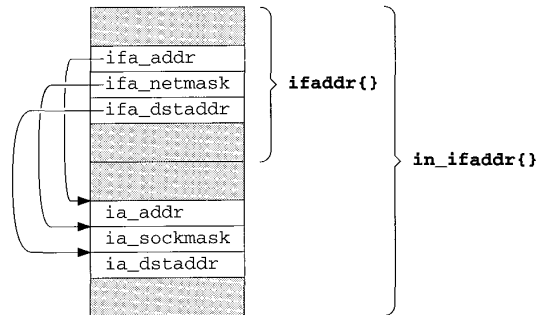 ifa_addr
ifa_netmask
ifaddr{}
ifa_dstaddr
in_ifaddr{}
ia_addr
ia_sockmask
ia_dstaddr